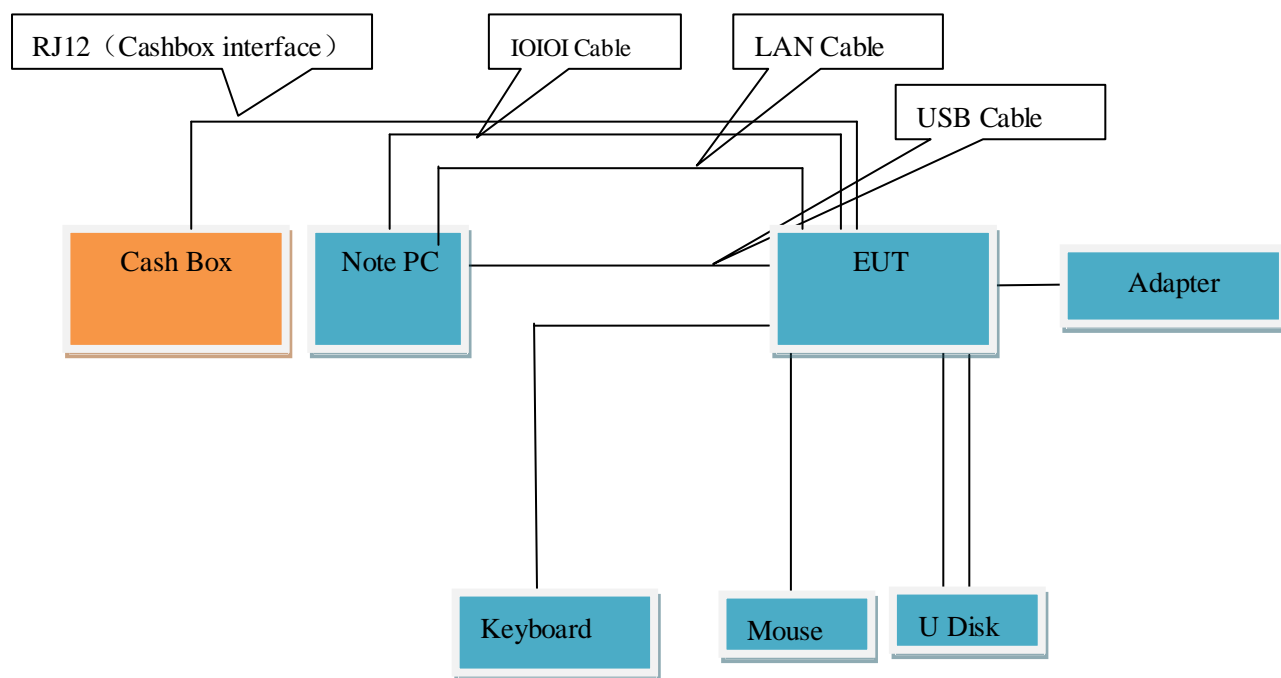 RJ12（Cashbox interface）
IOIOI Cable
LAN Cable
USB Cable
Cash Box
Note PC
EUT
Adapter
Keyboard
Mouse
U Disk